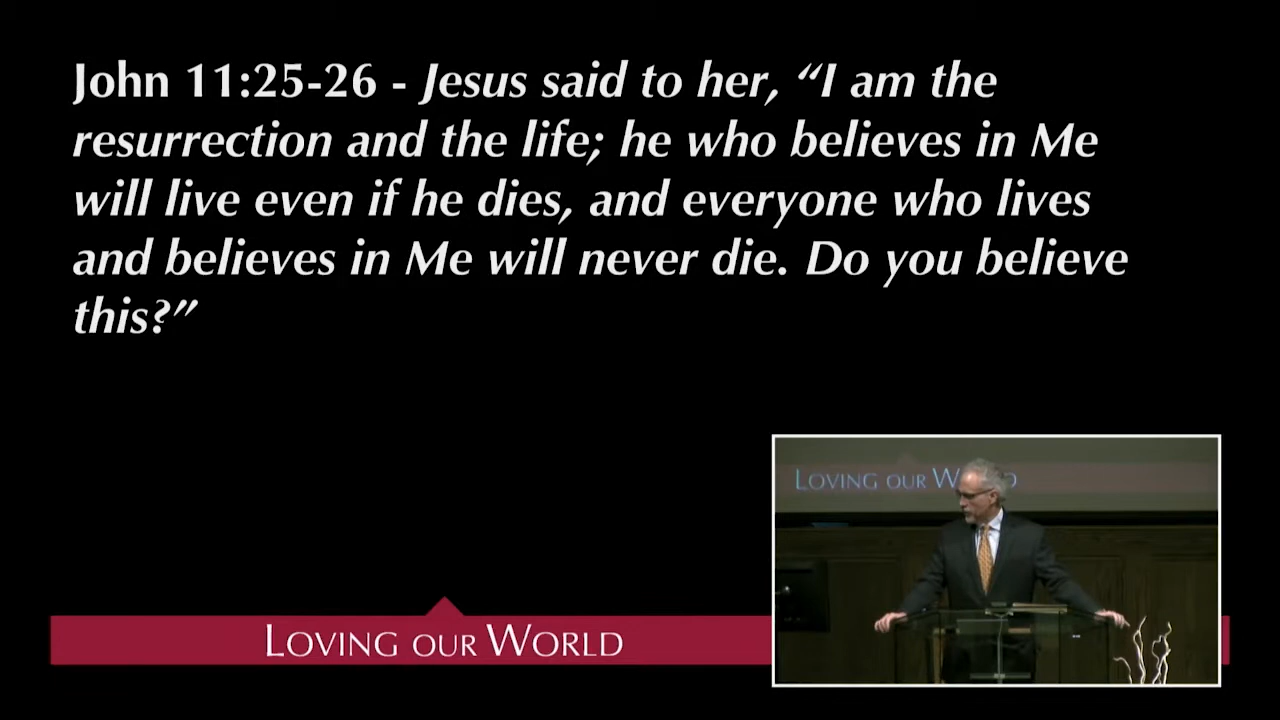 John 11:25-26 - Jesus said to her, “I am the
resurrection and the life; he who believes in Me
will live even if he dies, and everyone who lives
and believes in Me will never die. Do you believe
this?”
LOVING OUR WORLD
LOVING OUR W